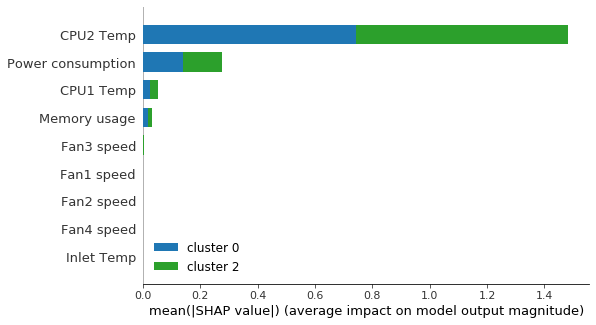 CPU2 Temp
Power consumption
CPU1 Temp
Memory usage
Fan3 speed
Fan1 speed
Fan2 speed
Fan4 speed
Inlet Temp
cluster 0
cluster 2
0.0 0.2 0.4 0.6 0.8 1.0 1.2 1.4
mean(|SHAP value|) (average impact on model output magnitude)